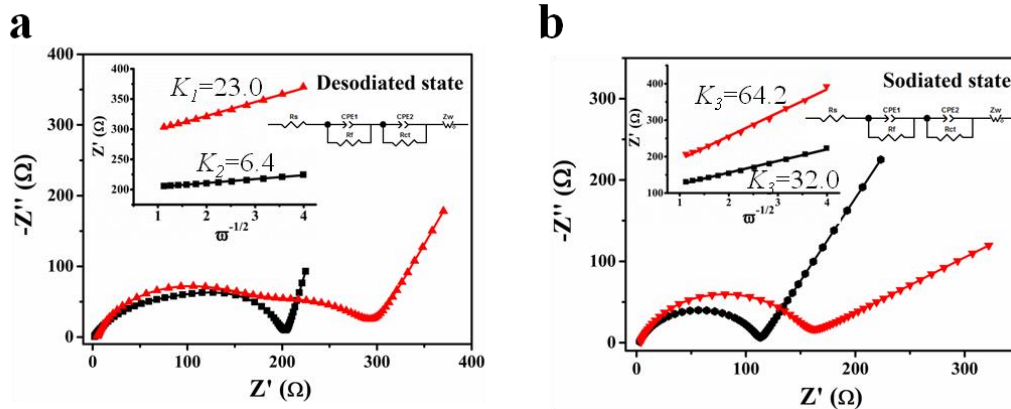 a
400
300
200
100
0
-Z'' (Ω)
0 100 200 300 400
Z' (Ω)
Desodiated state
400
350
300
250
200
Z' (Ω)
1 2 3 4
ϖ⁻¹/²
K₁=23.0
K₂=6.4
Rs CPE1 CPE2 Zw
Rf Rct
b
300
200
100
0
-Z'' (Ω)
0 100 200 300
Z' (Ω)
Sodiated state
400
300
200
100
Z' (Ω)
1 2 3 4
ϖ⁻¹/²
K₃=64.2
K₃=32.0
Rs CPE1 CPE2 Zw
Rf Rct